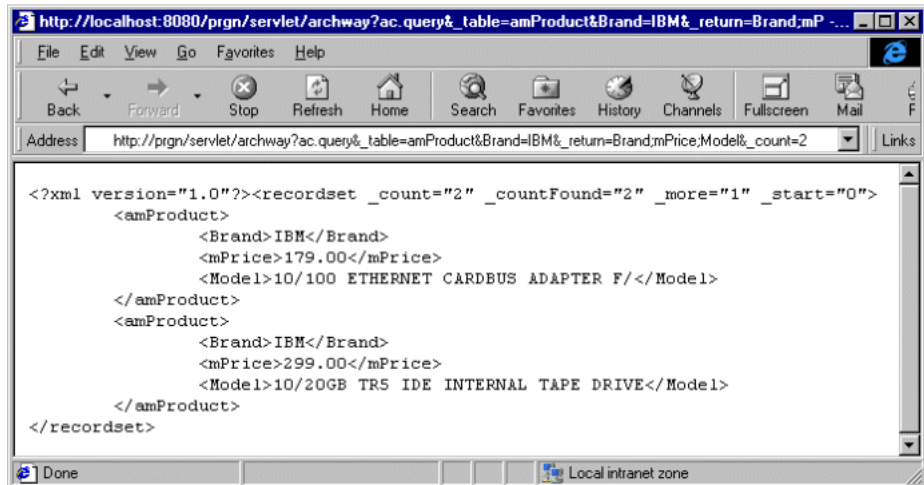 http://localhost:8080/prgn/servlet/archway?ac.query&_table=amProduct&Brand=IBM&_return=Brand;mP -...
File Edit View Go Favorites Help
Back Forward Stop Refresh Home Search Favorites History Channels Fullscreen Mail F
Address http://prgn/servlet/archway?ac.query&_table=amProduct&Brand=IBM&_return=Brand;mPrice;Model&_count=2 Links
<?xml version="1.0"?><recordset _count="2" _countFound="2" _more="1" _start="0">
<amProduct>
<Brand>IBM</Brand>
<mPrice>179.00</mPrice>
<Model>10/100 ETHERNET CARDBUS ADAPTER F/</Model>
</amProduct>
<amProduct>
<Brand>IBM</Brand>
<mPrice>299.00</mPrice>
<Model>10/20GB TR5 IDE INTERNAL TAPE DRIVE</Model>
</amProduct>
</recordset>
Done Local intranet zone